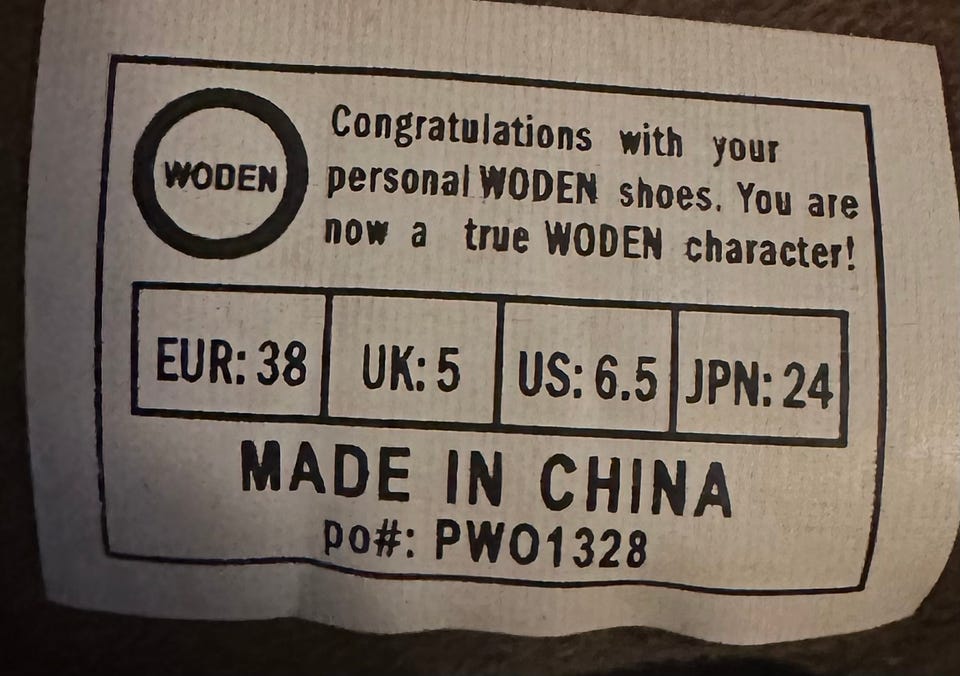 WODEN
Congratulations with your
personal WODEN shoes. You are
now a true WODEN character!
EUR: 38 UK: 5 US: 6.5 JPN: 24
MADE IN CHINA
po#: PWO1328